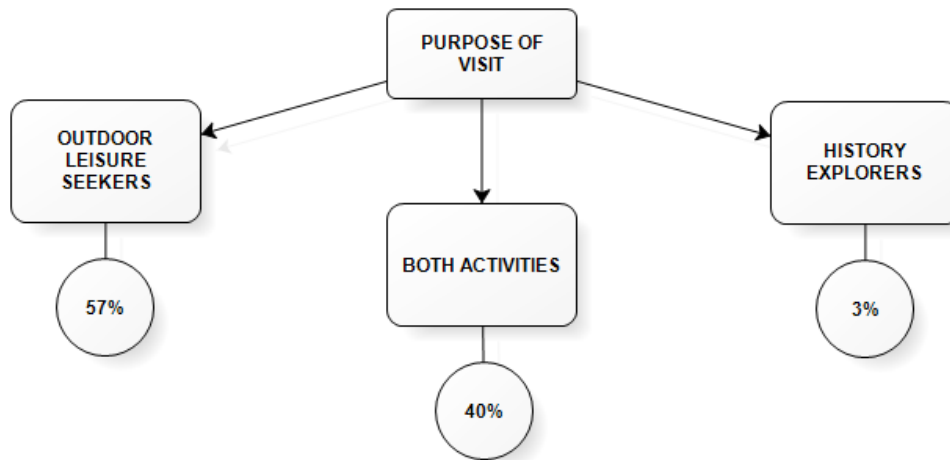 PURPOSE OF
VISIT
OUTDOOR
LEISURE
SEEKERS
HISTORY
EXPLORERS
BOTH ACTIVITIES
57%
3%
40%